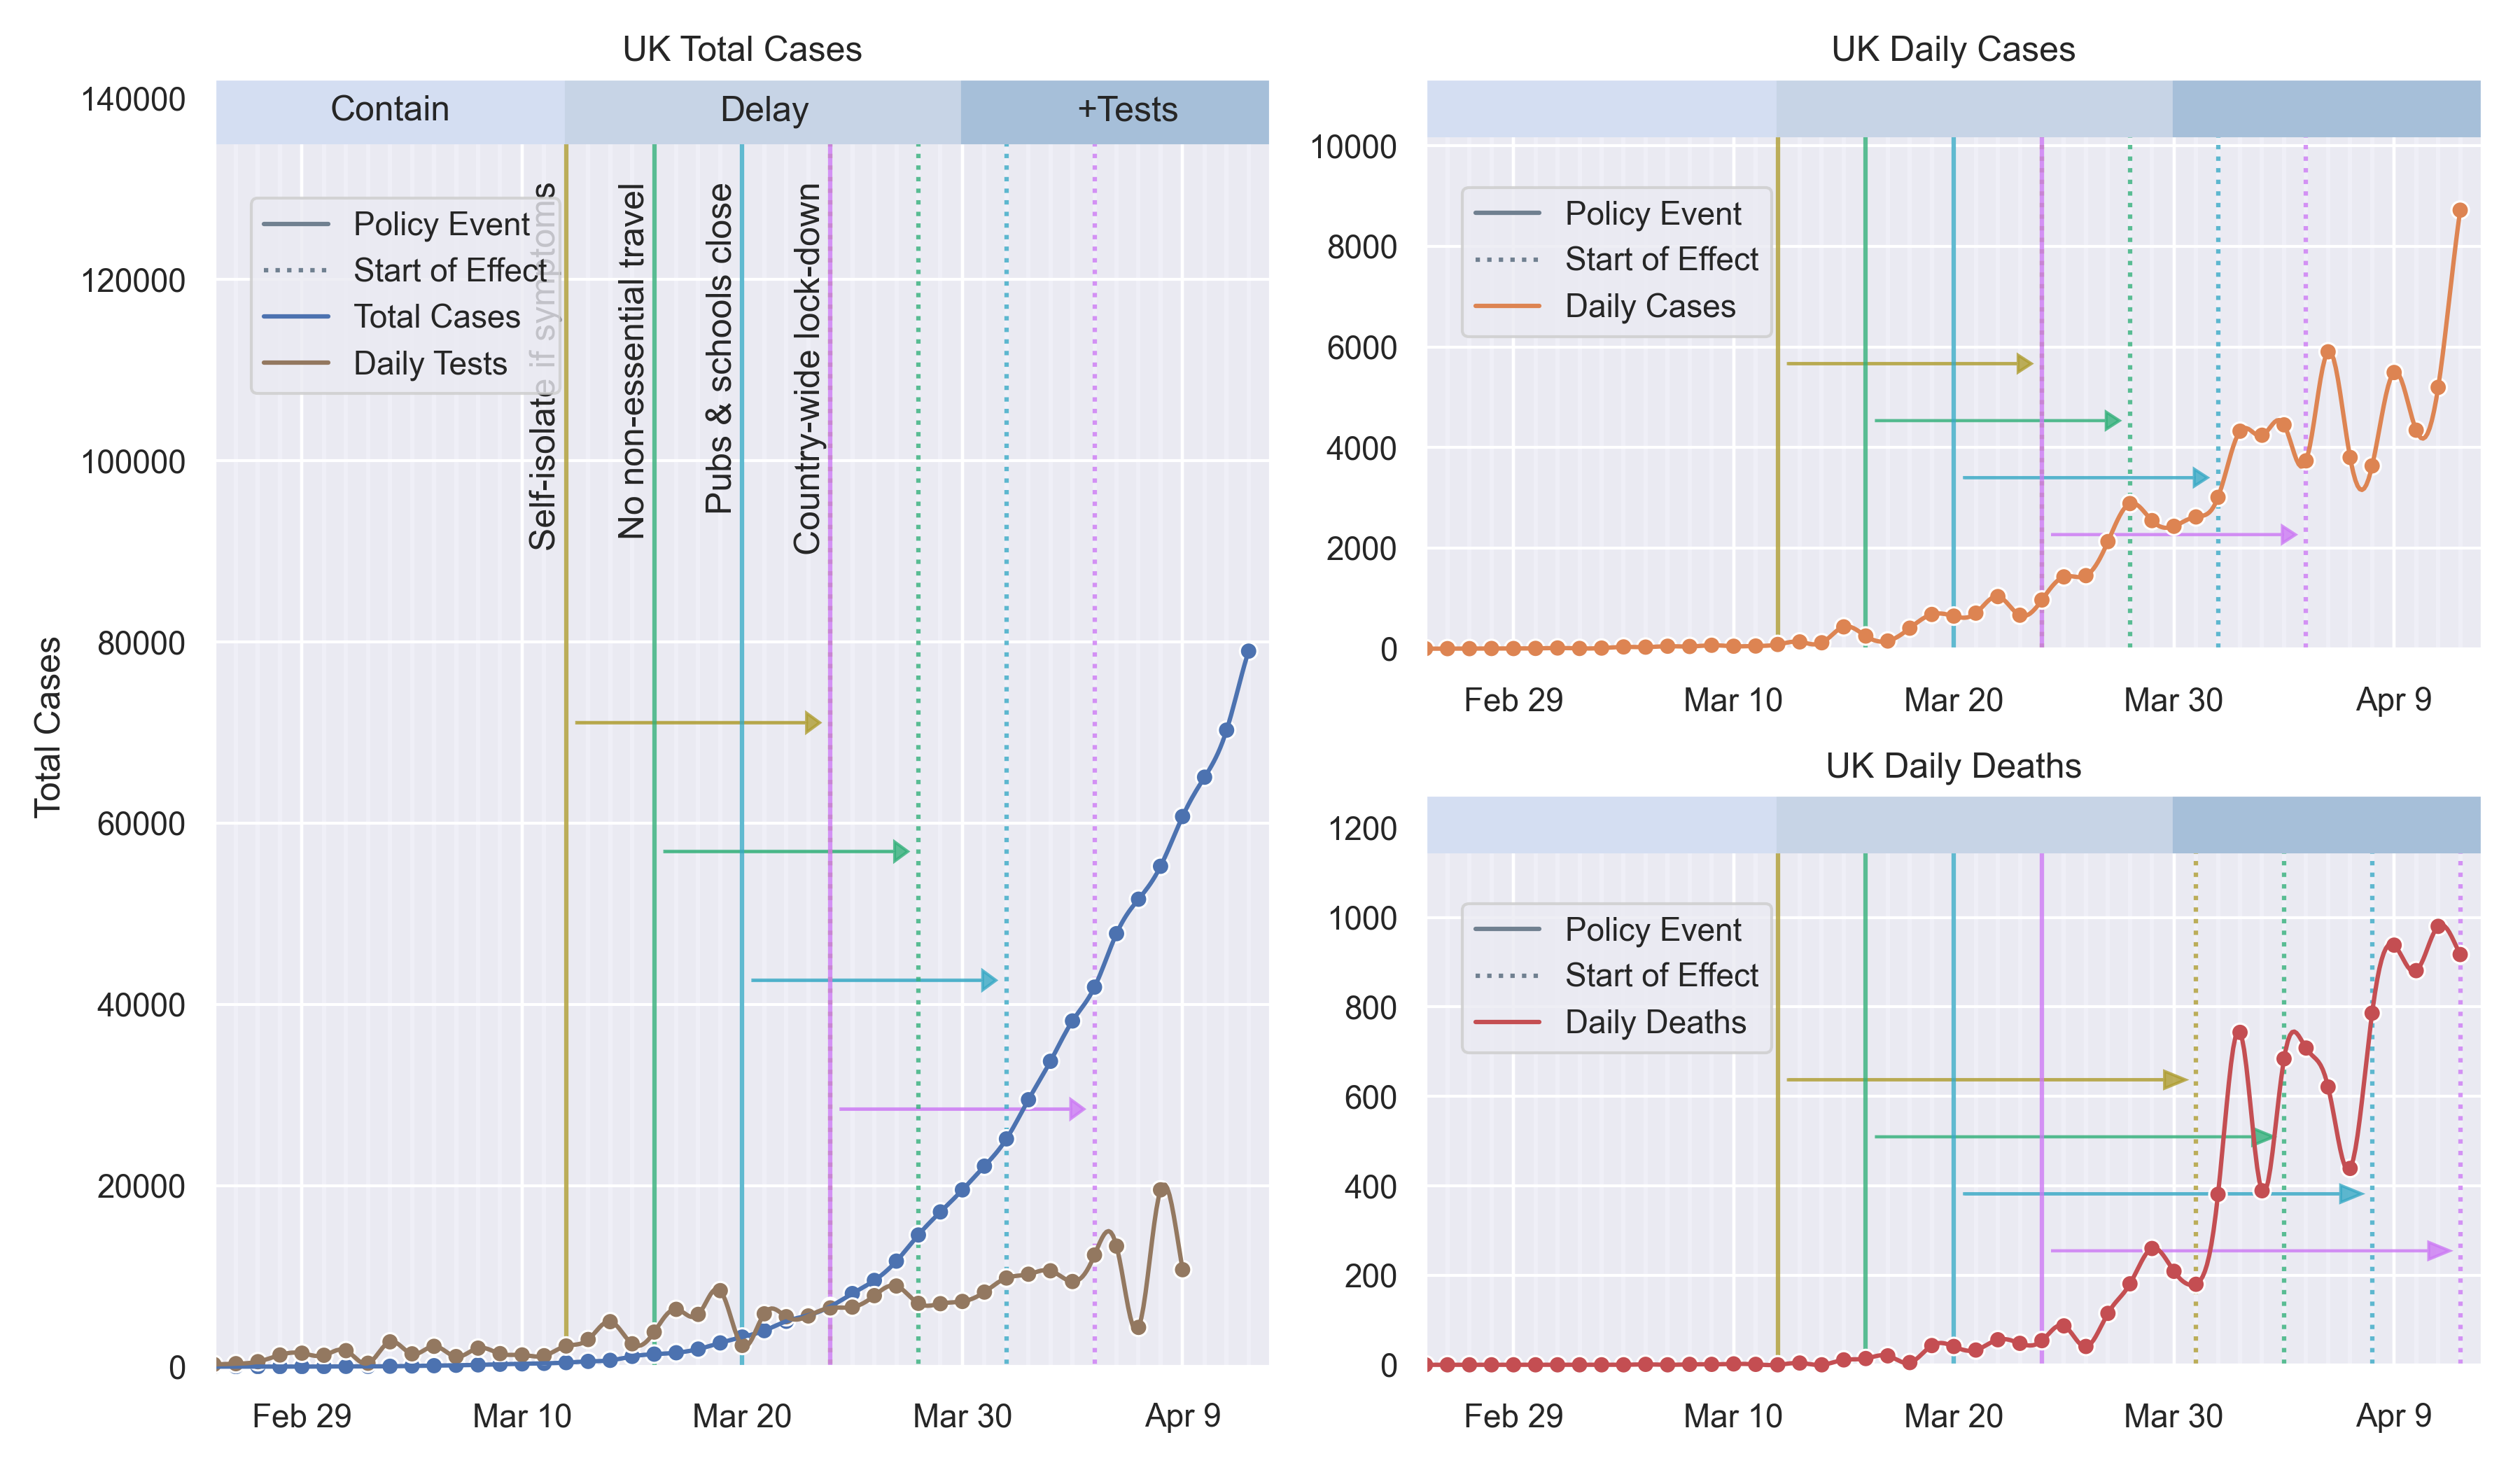 UK Total Cases
140000
120000
100000
80000
60000
40000
20000
0
Total Cases
Contain
Delay
+Tests
Policy Event
Start of Effect
Total Cases
Daily Tests
Self-isolate if symptoms
No non-essential travel
Pubs & schools close
Country-wide lock-down
Feb 29
Mar 10
Mar 20
Mar 30
Apr 9
UK Daily Cases
10000
8000
6000
4000
2000
0
Policy Event
Start of Effect
Daily Cases
Feb 29
Mar 10
Mar 20
Mar 30
Apr 9
UK Daily Deaths
1200
1000
800
600
400
200
0
Policy Event
Start of Effect
Daily Deaths
Feb 29
Mar 10
Mar 20
Mar 30
Apr 9